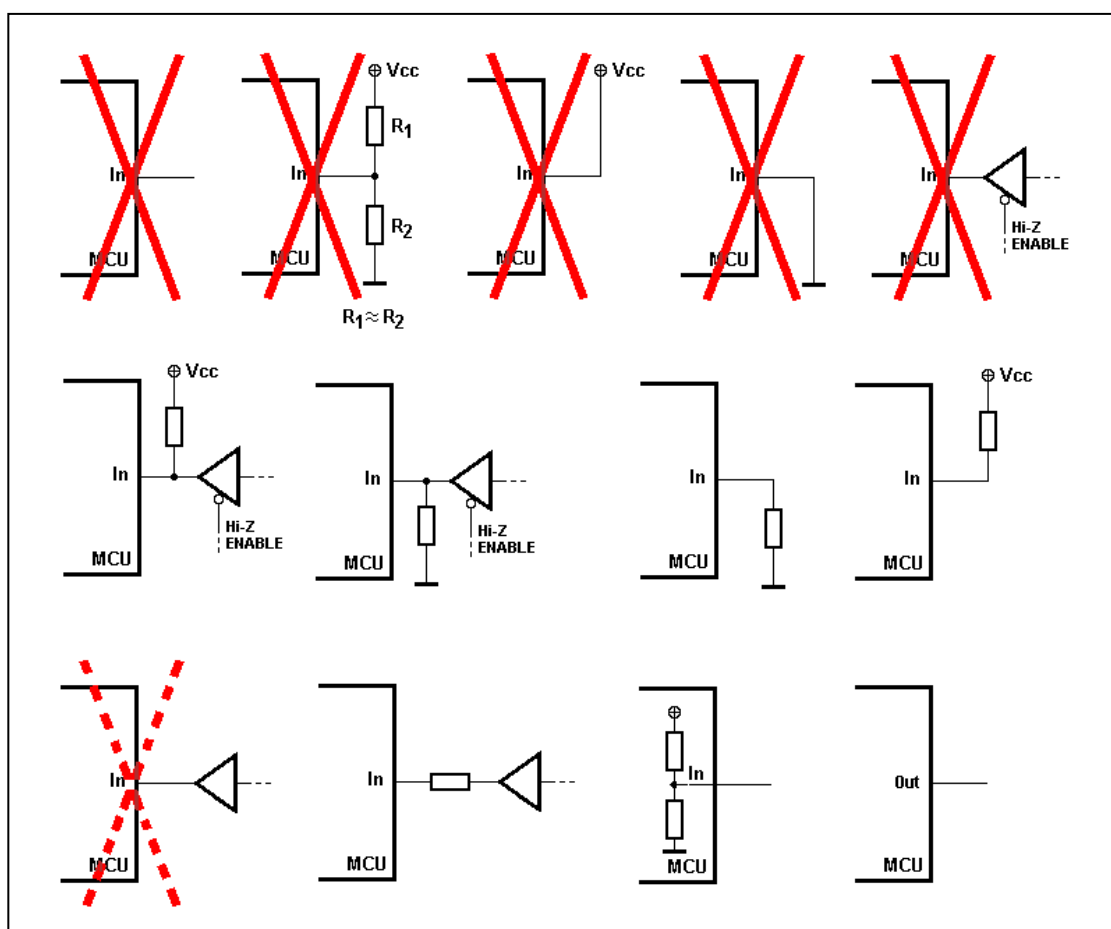 In
MCU
Vcc
R1
In
R2
MCU
R1≈R2
Vcc
In
MCU
In
MCU
In
Hi-Z
ENABLE
MCU
Vcc
In
Hi-Z
ENABLE
MCU
In
Hi-Z
ENABLE
MCU
In
MCU
Vcc
In
MCU
In
MCU
In
MCU
In
MCU
Out
MCU